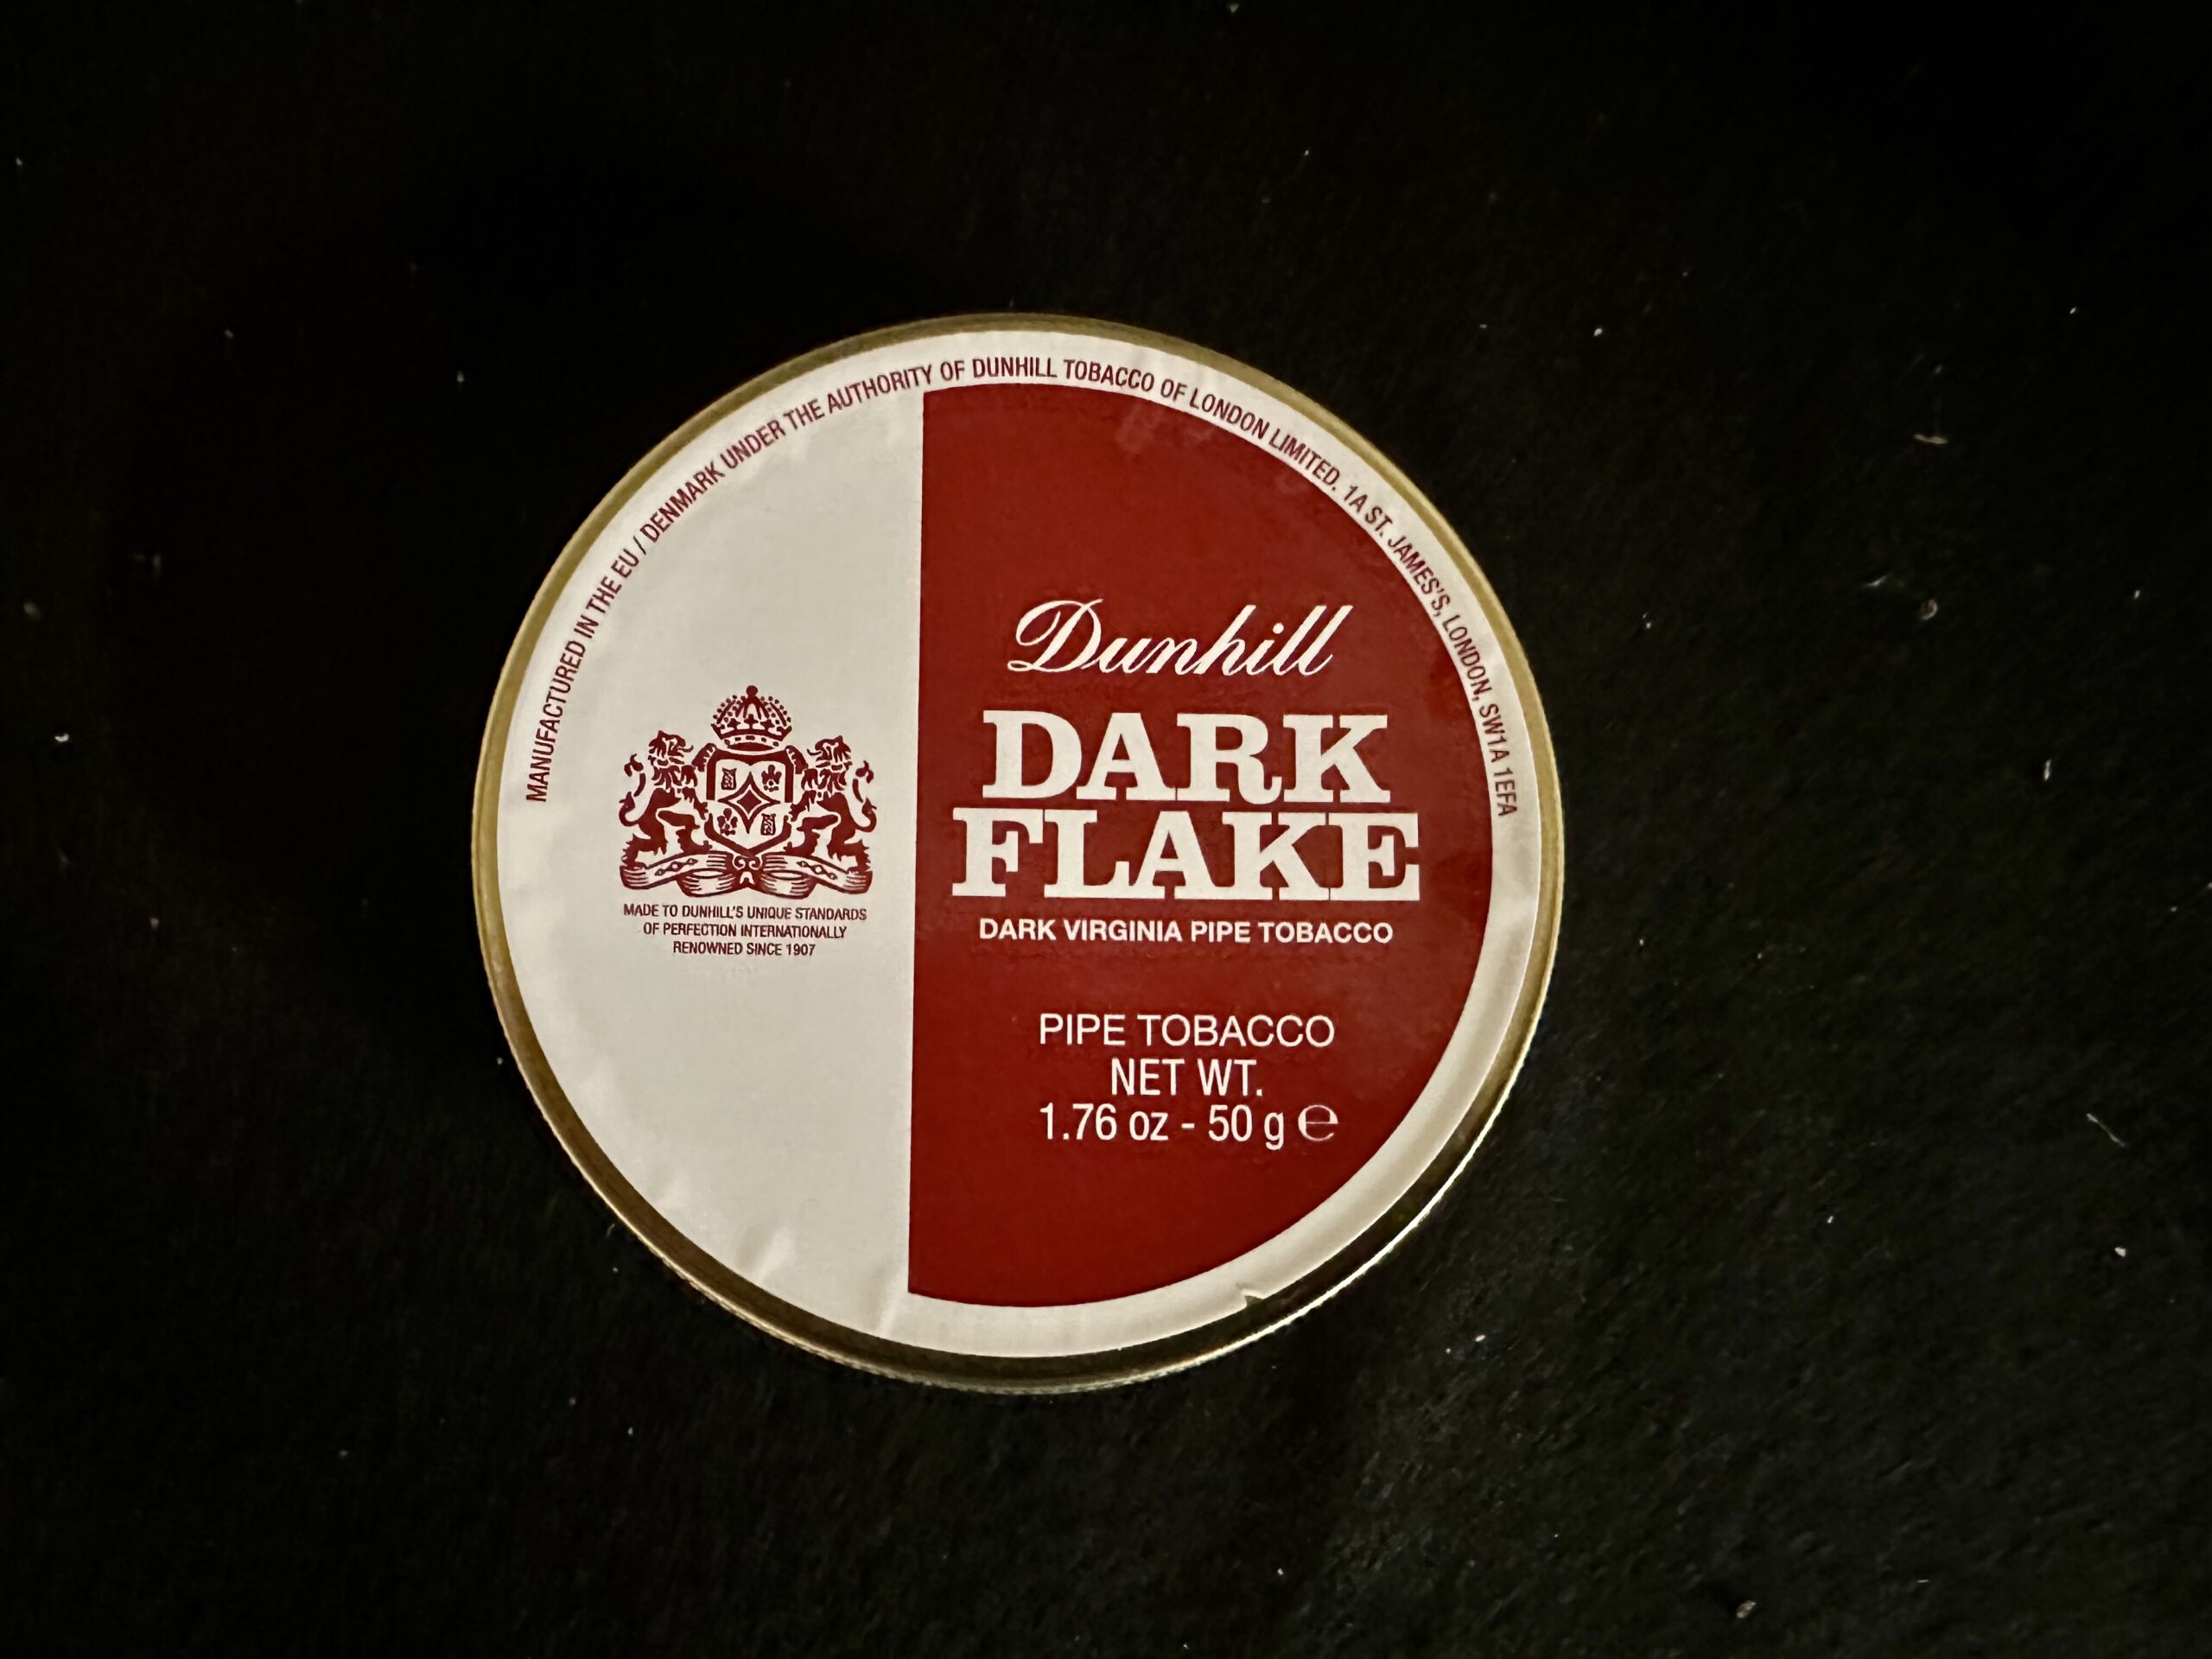 MANUFACTURED IN THE EU / DENMARK UNDER THE AUTHORITY OF DUNHILL TOBACCO OF LONDON LIMITED. 1A ST. JAMES'S, LONDON, SW1A 1EFA
MADE TO DUNHILL'S UNIQUE STANDARDS
OF PERFECTION INTERNATIONALLY
RENOWNED SINCE 1907
Dunhill
DARK
FLAKE
DARK VIRGINIA PIPE TOBACCO
PIPE TOBACCO
NET WT.
1.76 oz - 50 g ℮